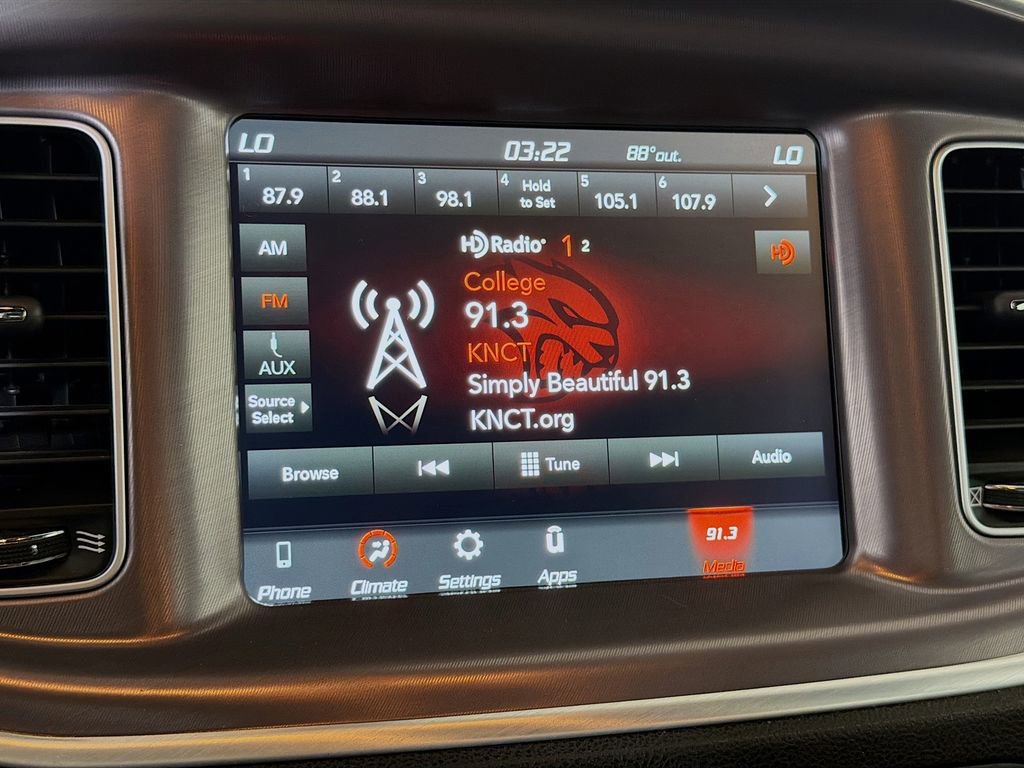 LO 03:22 88°out. LO
1 87.9 2 88.1 3 98.1 4 Hold to Set 5 105.1 6 107.9
AM
HD Radio 1 2
HD
College
FM
91.3
KNCT
AUX
Simply Beautiful 91.3
Source Select
KNCT.org
Browse Tune Audio
Phone Climate Settings Apps 91.3 Media